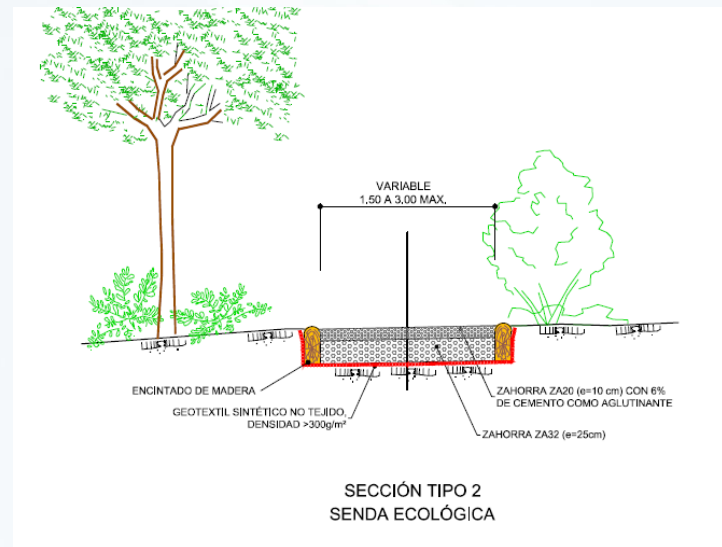 VARIABLE
1.50 A 3,00 MAX.
ENCINTADO DE MADERA
GEOTEXTIL SINTÉTICO NO TEJIDO,
DENSIDAD >300g/m²
ZAHORRA ZA20 (e=10 cm) CON 6%
DE CEMENTO COMO AGLUTINANTE
ZAHORRA ZA32 (e=25cm)
SECCIÓN TIPO 2
SENDA ECOLÓGICA